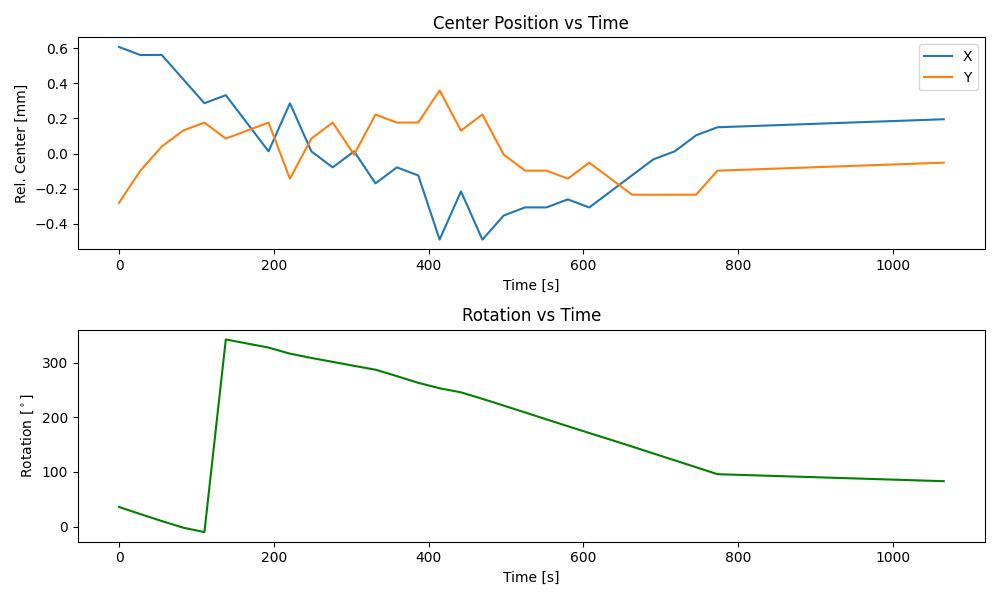 Center Position vs Time
Rel. Center [mm]
0.6
0.4
0.2
0.0
−0.2
−0.4
X
Y
0 200 400 600 800 1000
Time [s]
Rotation vs Time
Rotation [°]
300
200
100
0
0 200 400 600 800 1000
Time [s]